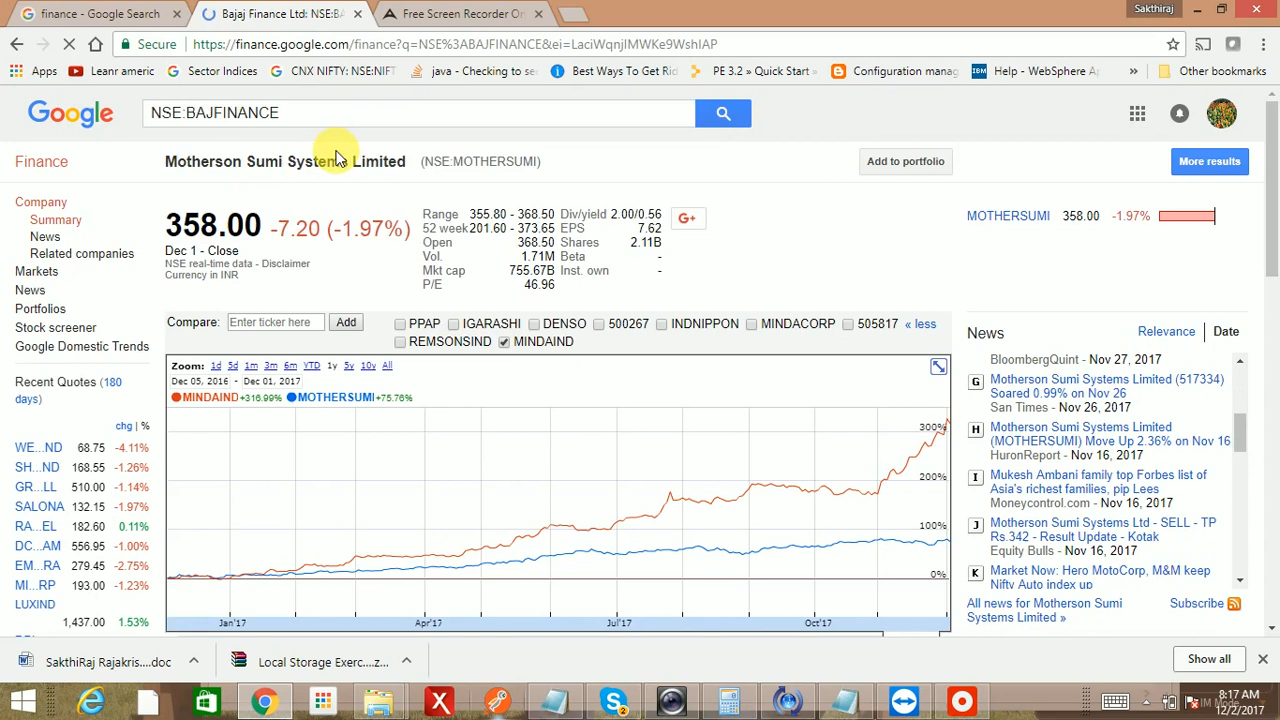 finance - Google Search
Bajaj Finance Ltd: NSE:BA
Free Screen Recorder On
Sakthiraj
Secure
https://finance.google.com/finance?q=NSE%3ABAJFINANCE&ei=LaciWqnjIMWKe9WshIAP
Apps
Leanr americ
Sector Indices
CNX NIFTY: NSE:NIFT
java - Checking to se
Best Ways To Get Rid
PE 3.2 » Quick Start
Configuration manag
Help - WebSphere Ap
»
Other bookmarks
Google
NSE:BAJFINANCE
Finance
Motherson Sumi Systems Limited (NSE:MOTHERSUMI)
Add to portfolio
More results
Company
Summary
News
Related companies
Markets
News
Portfolios
Stock screener
Google Domestic Trends
Recent Quotes (180
days)
chg | %
WE...ND 68.75 -4.11%
SH...ND 168.55 -1.26%
GR...LL 510.00 -1.14%
SALONA 132.15 -1.97%
RA...EL 182.60 0.11%
DC...AM 556.95 -1.00%
EM...RA 279.45 -2.75%
MI...RP 193.00 -1.23%
LUXIND
1,437.00 1.53%
358.00 -7.20 (-1.97%)
Dec 1 - Close
NSE real-time data - Disclaimer
Currency in INR
Range 355.80 - 368.50
52 week 201.60 - 373.65
Open 368.50
Vol. 1.71M
Mkt cap 755.67B
P/E 46.96
Div/yield 2.00/0.56
EPS 7.62
Shares 2.11B
Beta -
Inst. own -
G+
MOTHERSUMI 358.00 -1.97%
Compare: Enter ticker here Add PPAP IGARASHI DENSO 500267 INDNIPPON MINDACORP 505817 « less
REMSONSIND MINDAIND
Zoom: 1d 5d 1m 3m 6m YTD 1y 5y 10y All
Dec 05, 2016 - Dec 01, 2017
MINDAIND +316.99% MOTHERSUMI +75.76%
300%
200%
100%
0%
Jan'17 Apr'17 Jul'17 Oct'17
News
Relevance | Date
BloombergQuint - Nov 27, 2017
G Motherson Sumi Systems Limited (517334)
Soared 0.99% on Nov 26
San Times - Nov 26, 2017
H Motherson Sumi Systems Limited
(MOTHERSUMI) Move Up 2.36% on Nov 16
HuronReport - Nov 16, 2017
I Mukesh Ambani family top Forbes list of
Asia's richest families, pip Lees
Moneycontrol.com - Nov 16, 2017
J Motherson Sumi Systems Ltd - SELL - TP
Rs.342 - Result Update - Kotak
Equity Bulls - Nov 16, 2017
K Market Now: Hero MotoCorp, M&M keep
Nifty Auto index up
All news for Motherson Sumi
Systems Limited »
Subscribe
SakthiRaj Rajakris....doc
Local Storage Exerc....z...
Show all
8:17 AM
12/2/2017